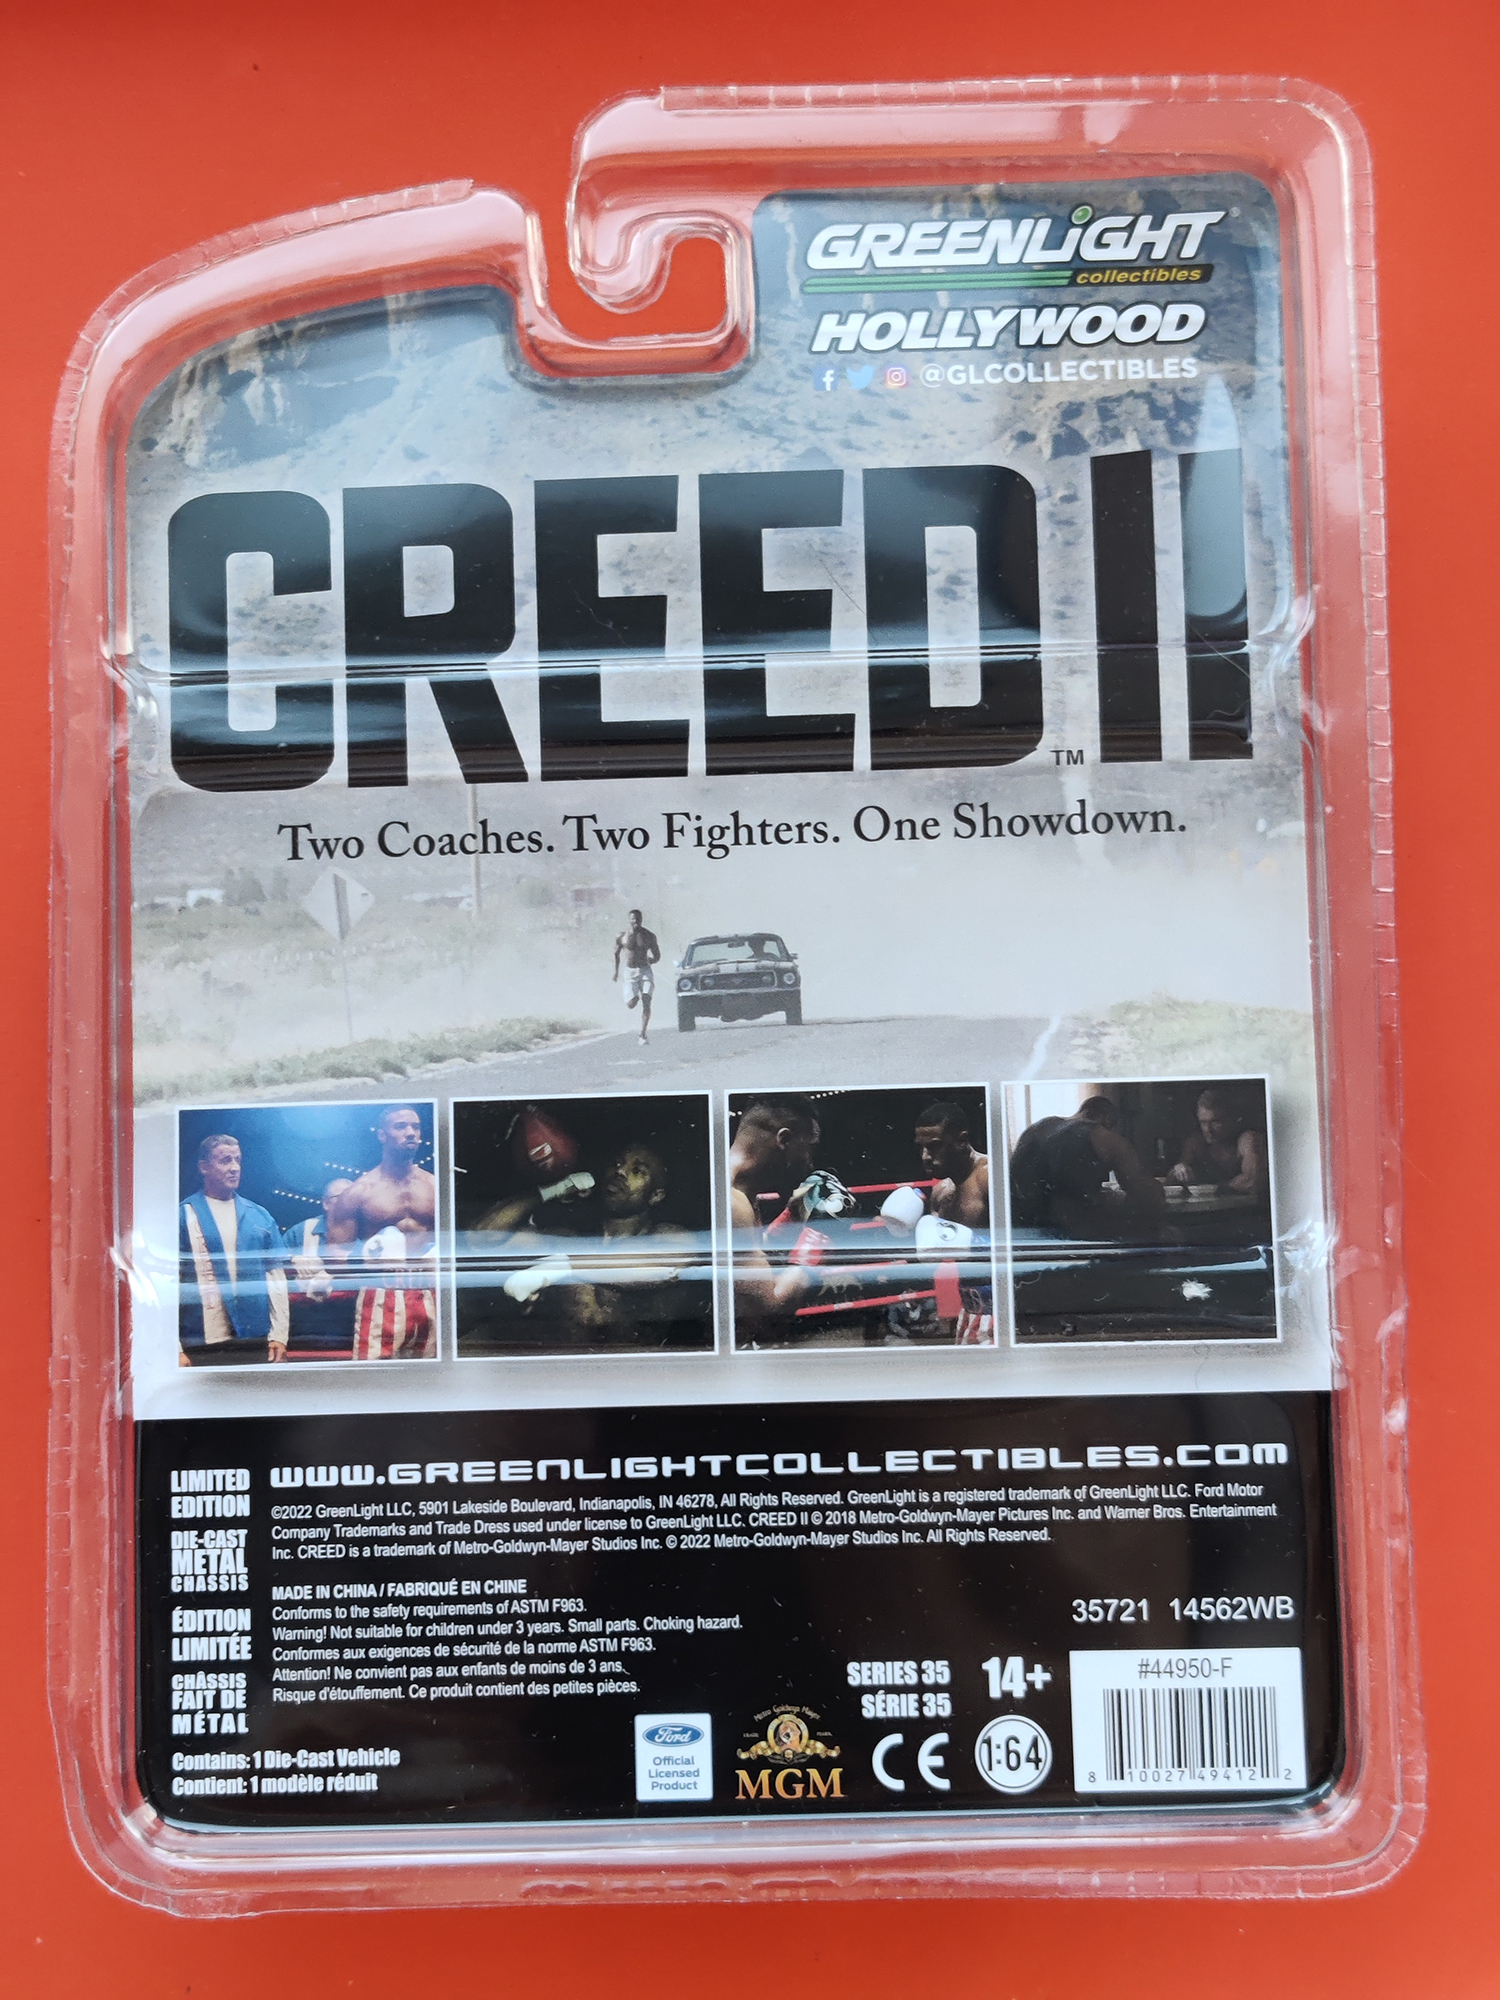 GREENLiGHT
collectibles
HOLLYWOOD
@GLCOLLECTIBLES
CREED II
TM
Two Coaches. Two Fighters. One Showdown.
LIMITED
EDITION
DIE-CAST
METAL
CHASSIS
ÉDITION
LIMITÉE
CHÂSSIS
FAIT DE
MÉTAL
Contains: 1 Die-Cast Vehicle
Contient: 1 modèle réduit
www.GREENLIGHTCOLLECTIBLES.COM
©2022 GreenLight LLC, 5901 Lakeside Boulevard, Indianapolis, IN 46278, All Rights Reserved. GreenLight is a registered trademark of GreenLight LLC. Ford Motor
Company Trademarks and Trade Dress used under license to GreenLight LLC. CREED II © 2018 Metro-Goldwyn-Mayer Pictures Inc. and Warner Bros. Entertainment
Inc. CREED is a trademark of Metro-Goldwyn-Mayer Studios Inc. © 2022 Metro-Goldwyn-Mayer Studios Inc. All Rights Reserved.
MADE IN CHINA / FABRIQUÉ EN CHINE
Conforms to the safety requirements of ASTM F963.
Warning! Not suitable for children under 3 years. Small parts. Choking hazard.
Conformes aux exigences de sécurité de la norme ASTM F963.
Attention! Ne convient pas aux enfants de moins de 3 ans.
Risque d'étouffement. Ce produit contient des petites pièces.
35721 14562WB
SERIES 35
SÉRIE 35
14+
CE
1:64
#44950-F
8 10027 49412 2
Ford
Official
Licensed
Product
Metro Goldwyn Mayer
TRADE MARK
MGM